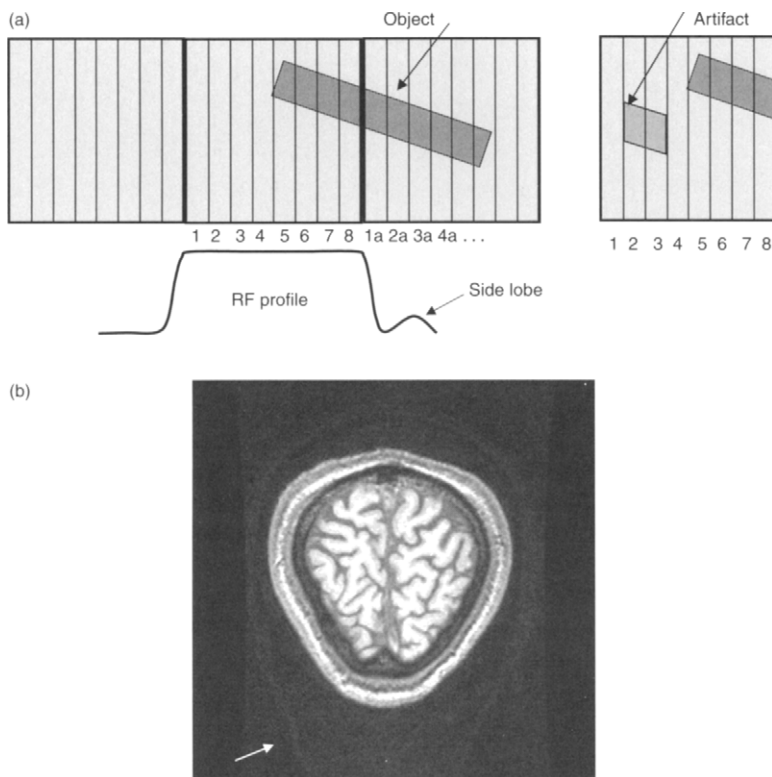 (a)
Object
Artifact
1 2 3 4 5 6 7 8 1a 2a 3a 4a . . .
1 2 3 4 5 6 7 8
RF profile
Side lobe
(b)